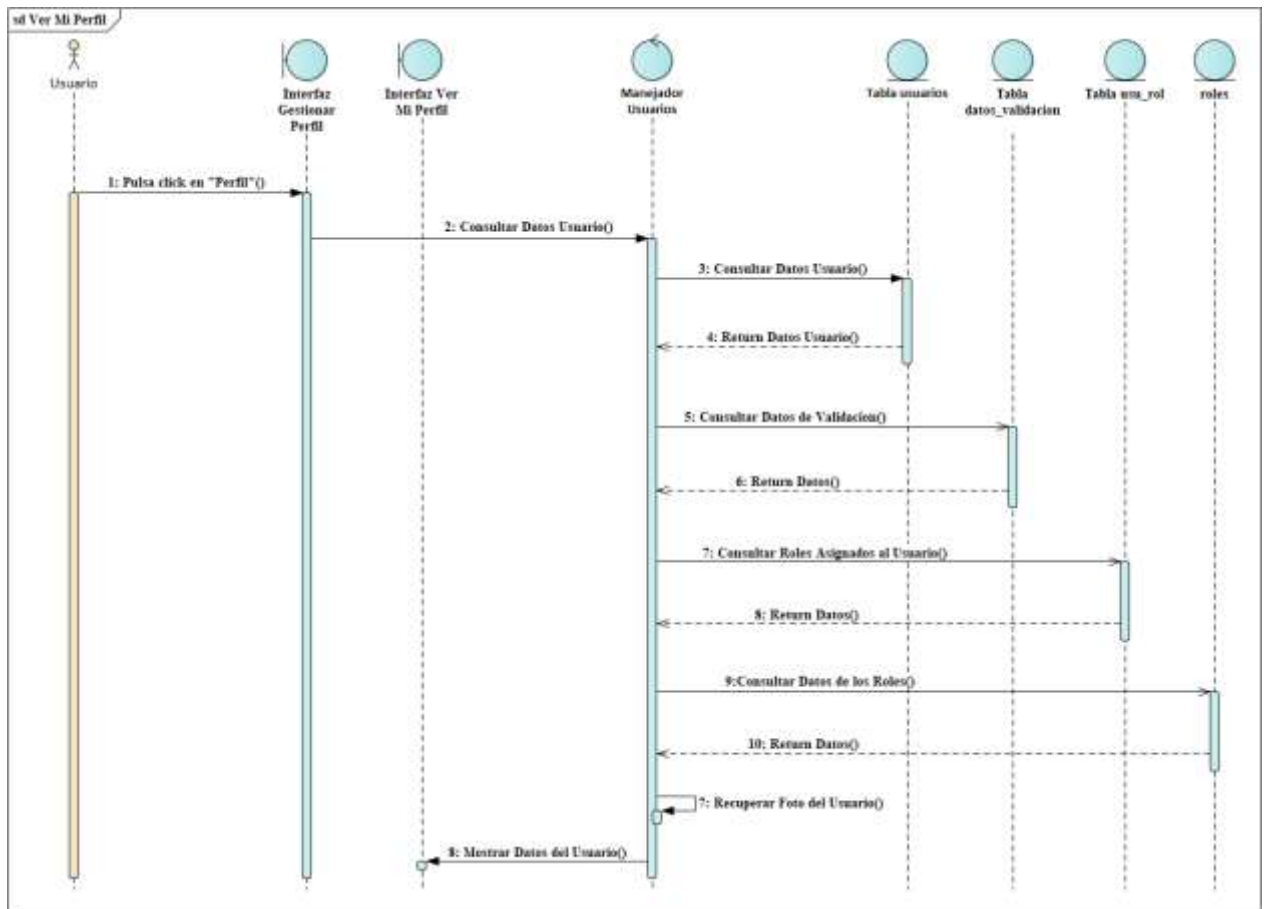 sd Ver Mi Perfil
Usuario
Interfaz
Gestionar
Perfil
Interfaz Ver
Mi Perfil
Manejador
Usuarios
Tabla usuarios
Tabla
datos_validacion
Tabla usu_rol
roles
1: Pulsa click en "Perfil"()
2: Consultar Datos Usuario()
3: Consultar Datos Usuario()
4: Return Datos Usuario()
5: Consultar Datos de Validacion()
6: Return Datos()
7: Consultar Roles Asignados al Usuario()
8: Return Datos()
9:Consultar Datos de los Roles()
10: Return Datos()
7: Recuperar Foto del Usuario()
8: Mostrar Datos del Usuario()